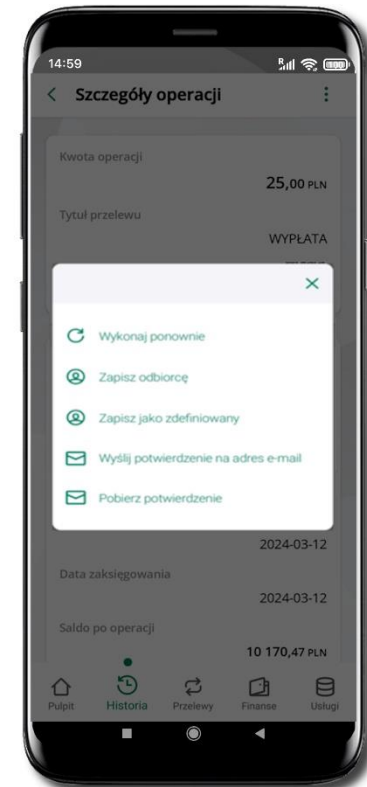 14:59
Szczegóły operacji
Kwota operacji
25,00 PLN
Tytuł przelewu
WYPŁATA
Wykonaj ponownie
Zapisz odbiorcę
Zapisz jako zdefiniowany
Wyślij potwierdzenie na adres e-mail
Pobierz potwierdzenie
2024-03-12
Data zaksięgowania
2024-03-12
Saldo po operacji
10 170,47 PLN
Pulpit Historia Przelewy Finanse Usługi